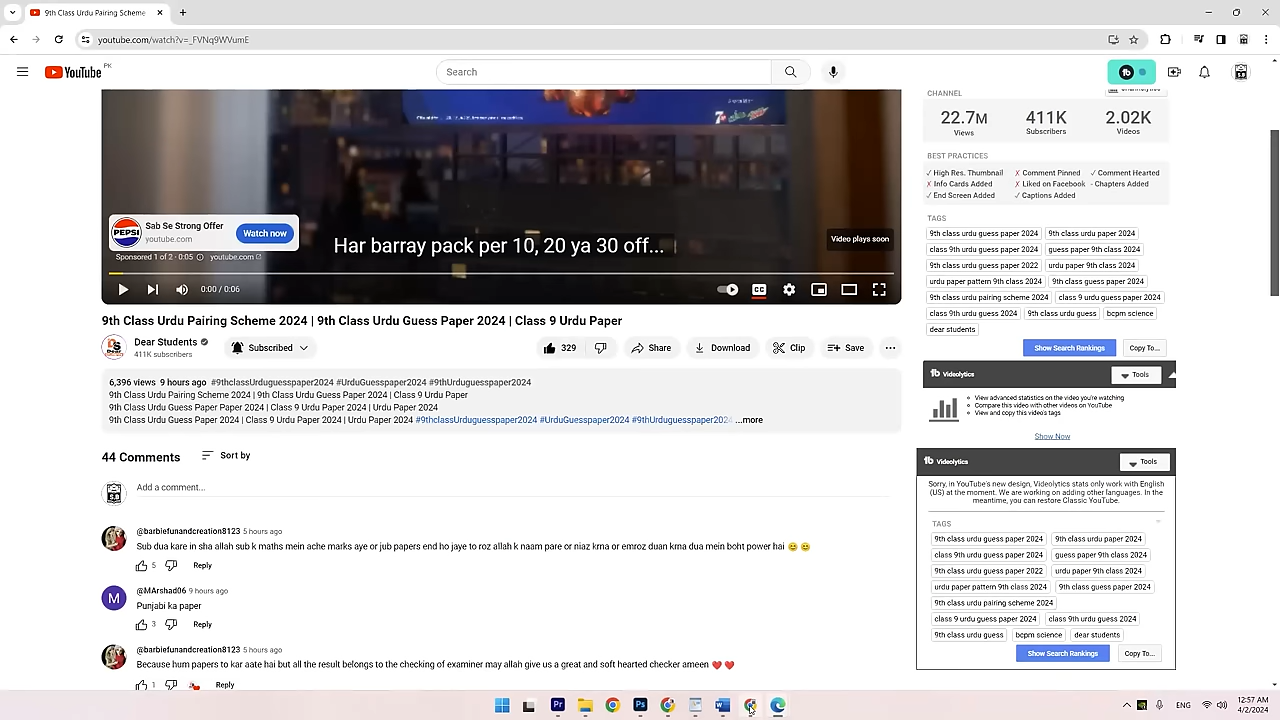 9th Class Urdu Pairing Scheme
youtube.com/watch?v=_FVNq9WVumE
YouTube PK
Search
Sab Se Strong Offer
youtube.com
PEPSI
Watch now
Sponsored 1 of 2 · 0:05
youtube.com
Har barray pack per 10, 20 ya 30 off...
Video plays soon
0:00 / 0:06
CC
9th Class Urdu Pairing Scheme 2024 | 9th Class Urdu Guess Paper 2024 | Class 9 Urdu Paper
Dear Students
411K subscribers
Subscribed
329
Share
Download
Clip
Save
6,396 views 9 hours ago #9thclassUrduguesspaper2024 #UrduGuesspaper2024 #9thUrduguesspaper2024
9th Class Urdu Pairing Scheme 2024 | 9th Class Urdu Guess Paper 2024 | Class 9 Urdu Paper
9th Class Urdu Guess Paper Paper 2024 | Class 9 Urdu Paper 2024 | Urdu Paper 2024
9th Class Urdu Guess Paper 2024 | Class 9 Urdu Paper 2024 | Urdu Paper 2024 #9thclassUrduguesspaper2024 #UrduGuesspaper2024 #9thUrduguesspaper2024 ...more
44 Comments
Sort by
Add a comment...
@barbiefunandcreation8123 5 hours ago
Sub dua kare in sha allah sub k maths mein ache marks aye or jub papers end ho jaye to roz allah k naam pare or niaz krna or emroz duan krna dua mein boht power hai 😊 😊
5
Reply
M
@MArshad06 9 hours ago
Punjabi ka paper
3
Reply
@barbiefunandcreation8123 5 hours ago
Because hum papers to kar aate hai but all the result belongs to the checking of examiner may allah give us a great and soft hearted checker ameen ❤️ ❤️
1
Reply
CHANNEL
22.7M 411K 2.02K
Views Subscribers Videos
BEST PRACTICES
✓ High Res. Thumbnail ✗ Comment Pinned ✓ Comment Hearted
✗ Info Cards Added ✗ Liked on Facebook - Chapters Added
✓ End Screen Added ✓ Captions Added
TAGS
9th class urdu guess paper 2024 9th class urdu paper 2024
class 9th urdu guess paper 2024 guess paper 9th class 2024
9th class urdu guess paper 2022 urdu paper 9th class 2024
urdu paper pattern 9th class 2024 9th class guess paper 2024
9th class urdu pairing scheme 2024 class 9 urdu guess paper 2024
class 9th urdu guess 2024 9th class urdu guess bcpm science
dear students
Show Search Rankings Copy To...
tb Videolytics Tools
View advanced statistics on the video you're watching
Compare this video with other videos on YouTube
View and copy this video's tags
Show Now
tb Videolytics Tools
Sorry, in YouTube's new design, Videolytics stats only work with English
(US) at the moment. We are working on adding other languages. In the
meantime, you can restore Classic YouTube.
TAGS
9th class urdu guess paper 2024 9th class urdu paper 2024
class 9th urdu guess paper 2024 guess paper 9th class 2024
9th class urdu guess paper 2022 urdu paper 9th class 2024
urdu paper pattern 9th class 2024 9th class guess paper 2024
9th class urdu pairing scheme 2024
class 9 urdu guess paper 2024 class 9th urdu guess 2024
9th class urdu guess bcpm science dear students
Show Search Rankings Copy To...
Pr
Ps
ENG
12:57 AM
4/2/2024